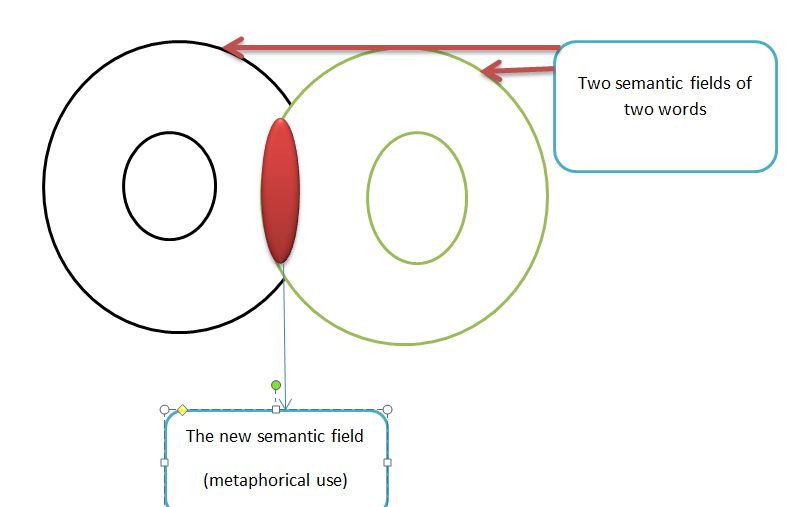 Two semantic fields of
two words
The new semantic field
(metaphorical use)